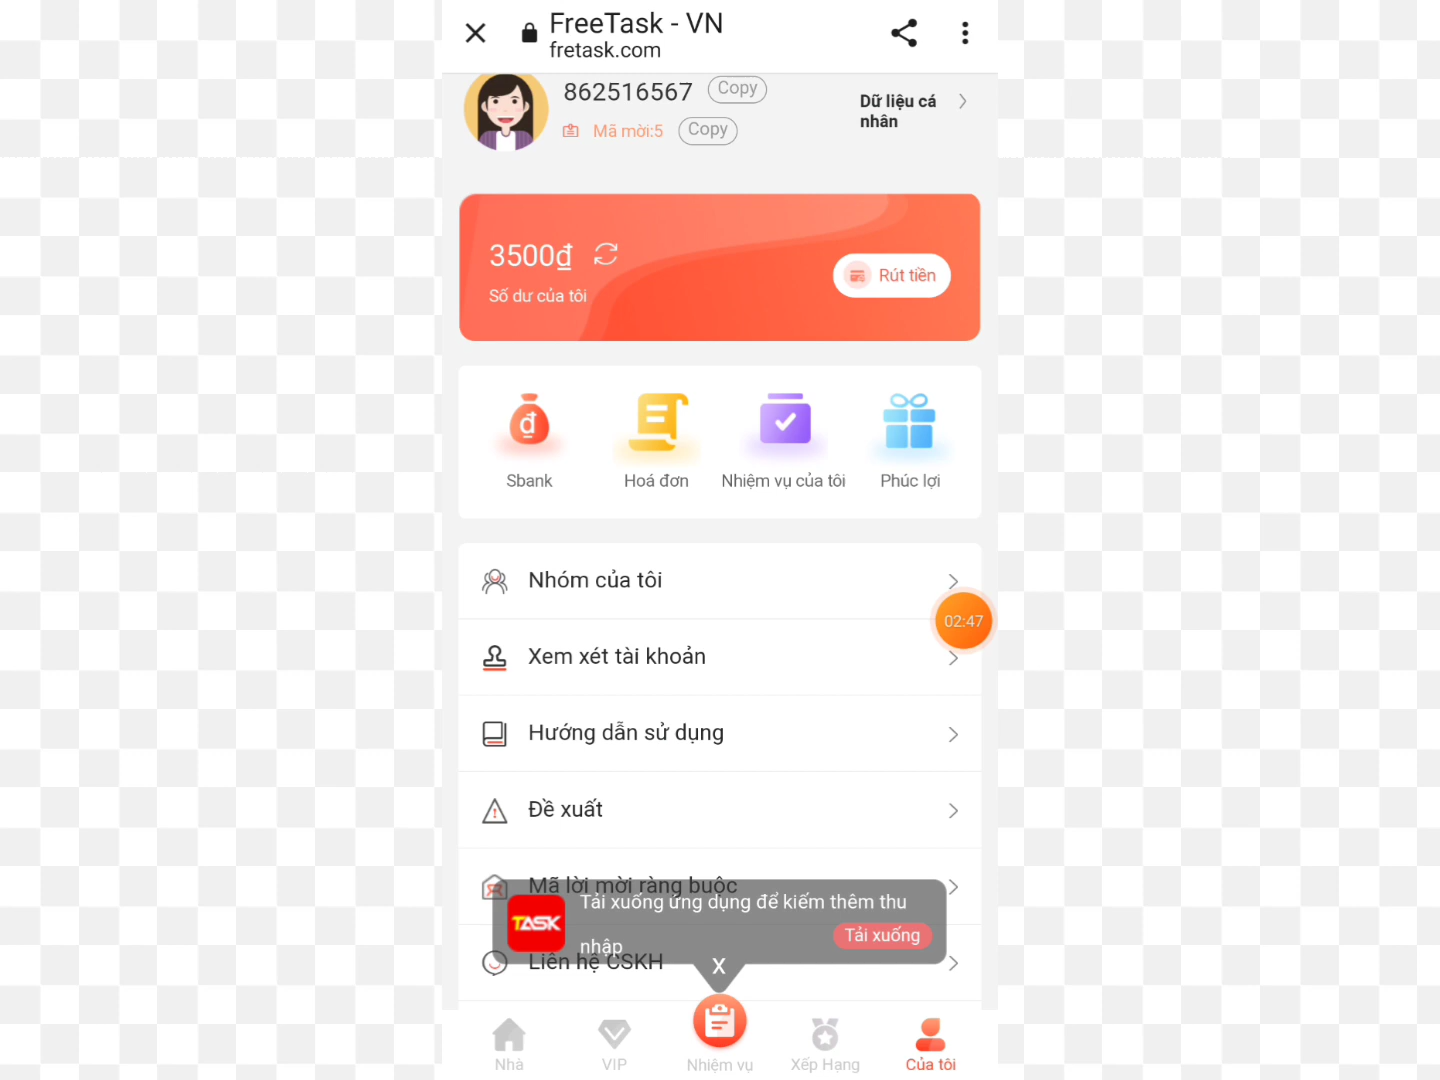 FreeTask - VN
fretask.com
862516567 Copy
Mã mời:5 Copy
Dữ liệu cá
nhân
3500₫
Số dư của tôi
Rút tiền
₫
Sbank
Hoá đơn
Nhiệm vụ của tôi
Phúc lợi
Nhóm của tôi
02:47
Xem xét tài khoản
Hướng dẫn sử dụng
Đề xuất
Mã lời mời ràng buộc
Tải xuống ứng dụng để kiếm thêm thu
nhập
TASK
Tải xuống
Liên hệ CSKH
X
Nhà
VIP
Nhiệm vụ
Xếp Hạng
Của tôi